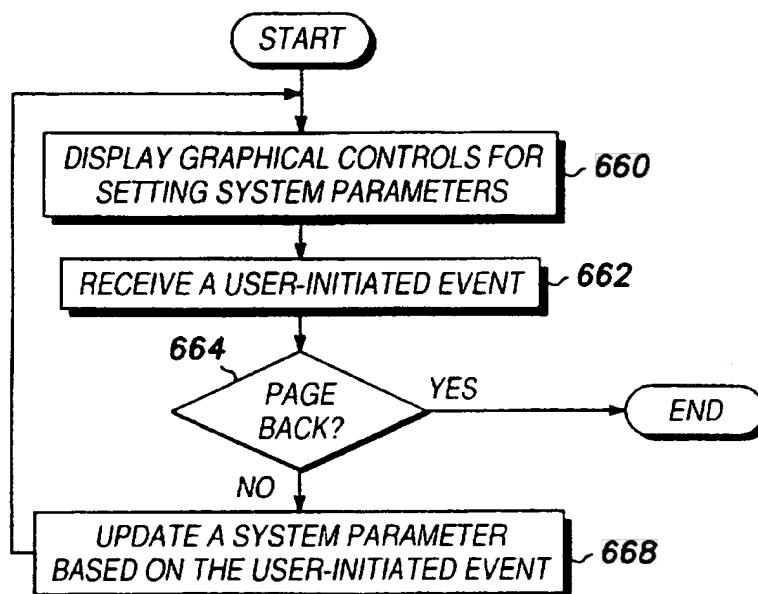 START
DISPLAY GRAPHICAL CONTROLS FOR
SETTING SYSTEM PARAMETERS
660
RECEIVE A USER-INITIATED EVENT
662
664
PAGE
BACK?
YES
END
NO
UPDATE A SYSTEM PARAMETER
BASED ON THE USER-INITIATED EVENT
668